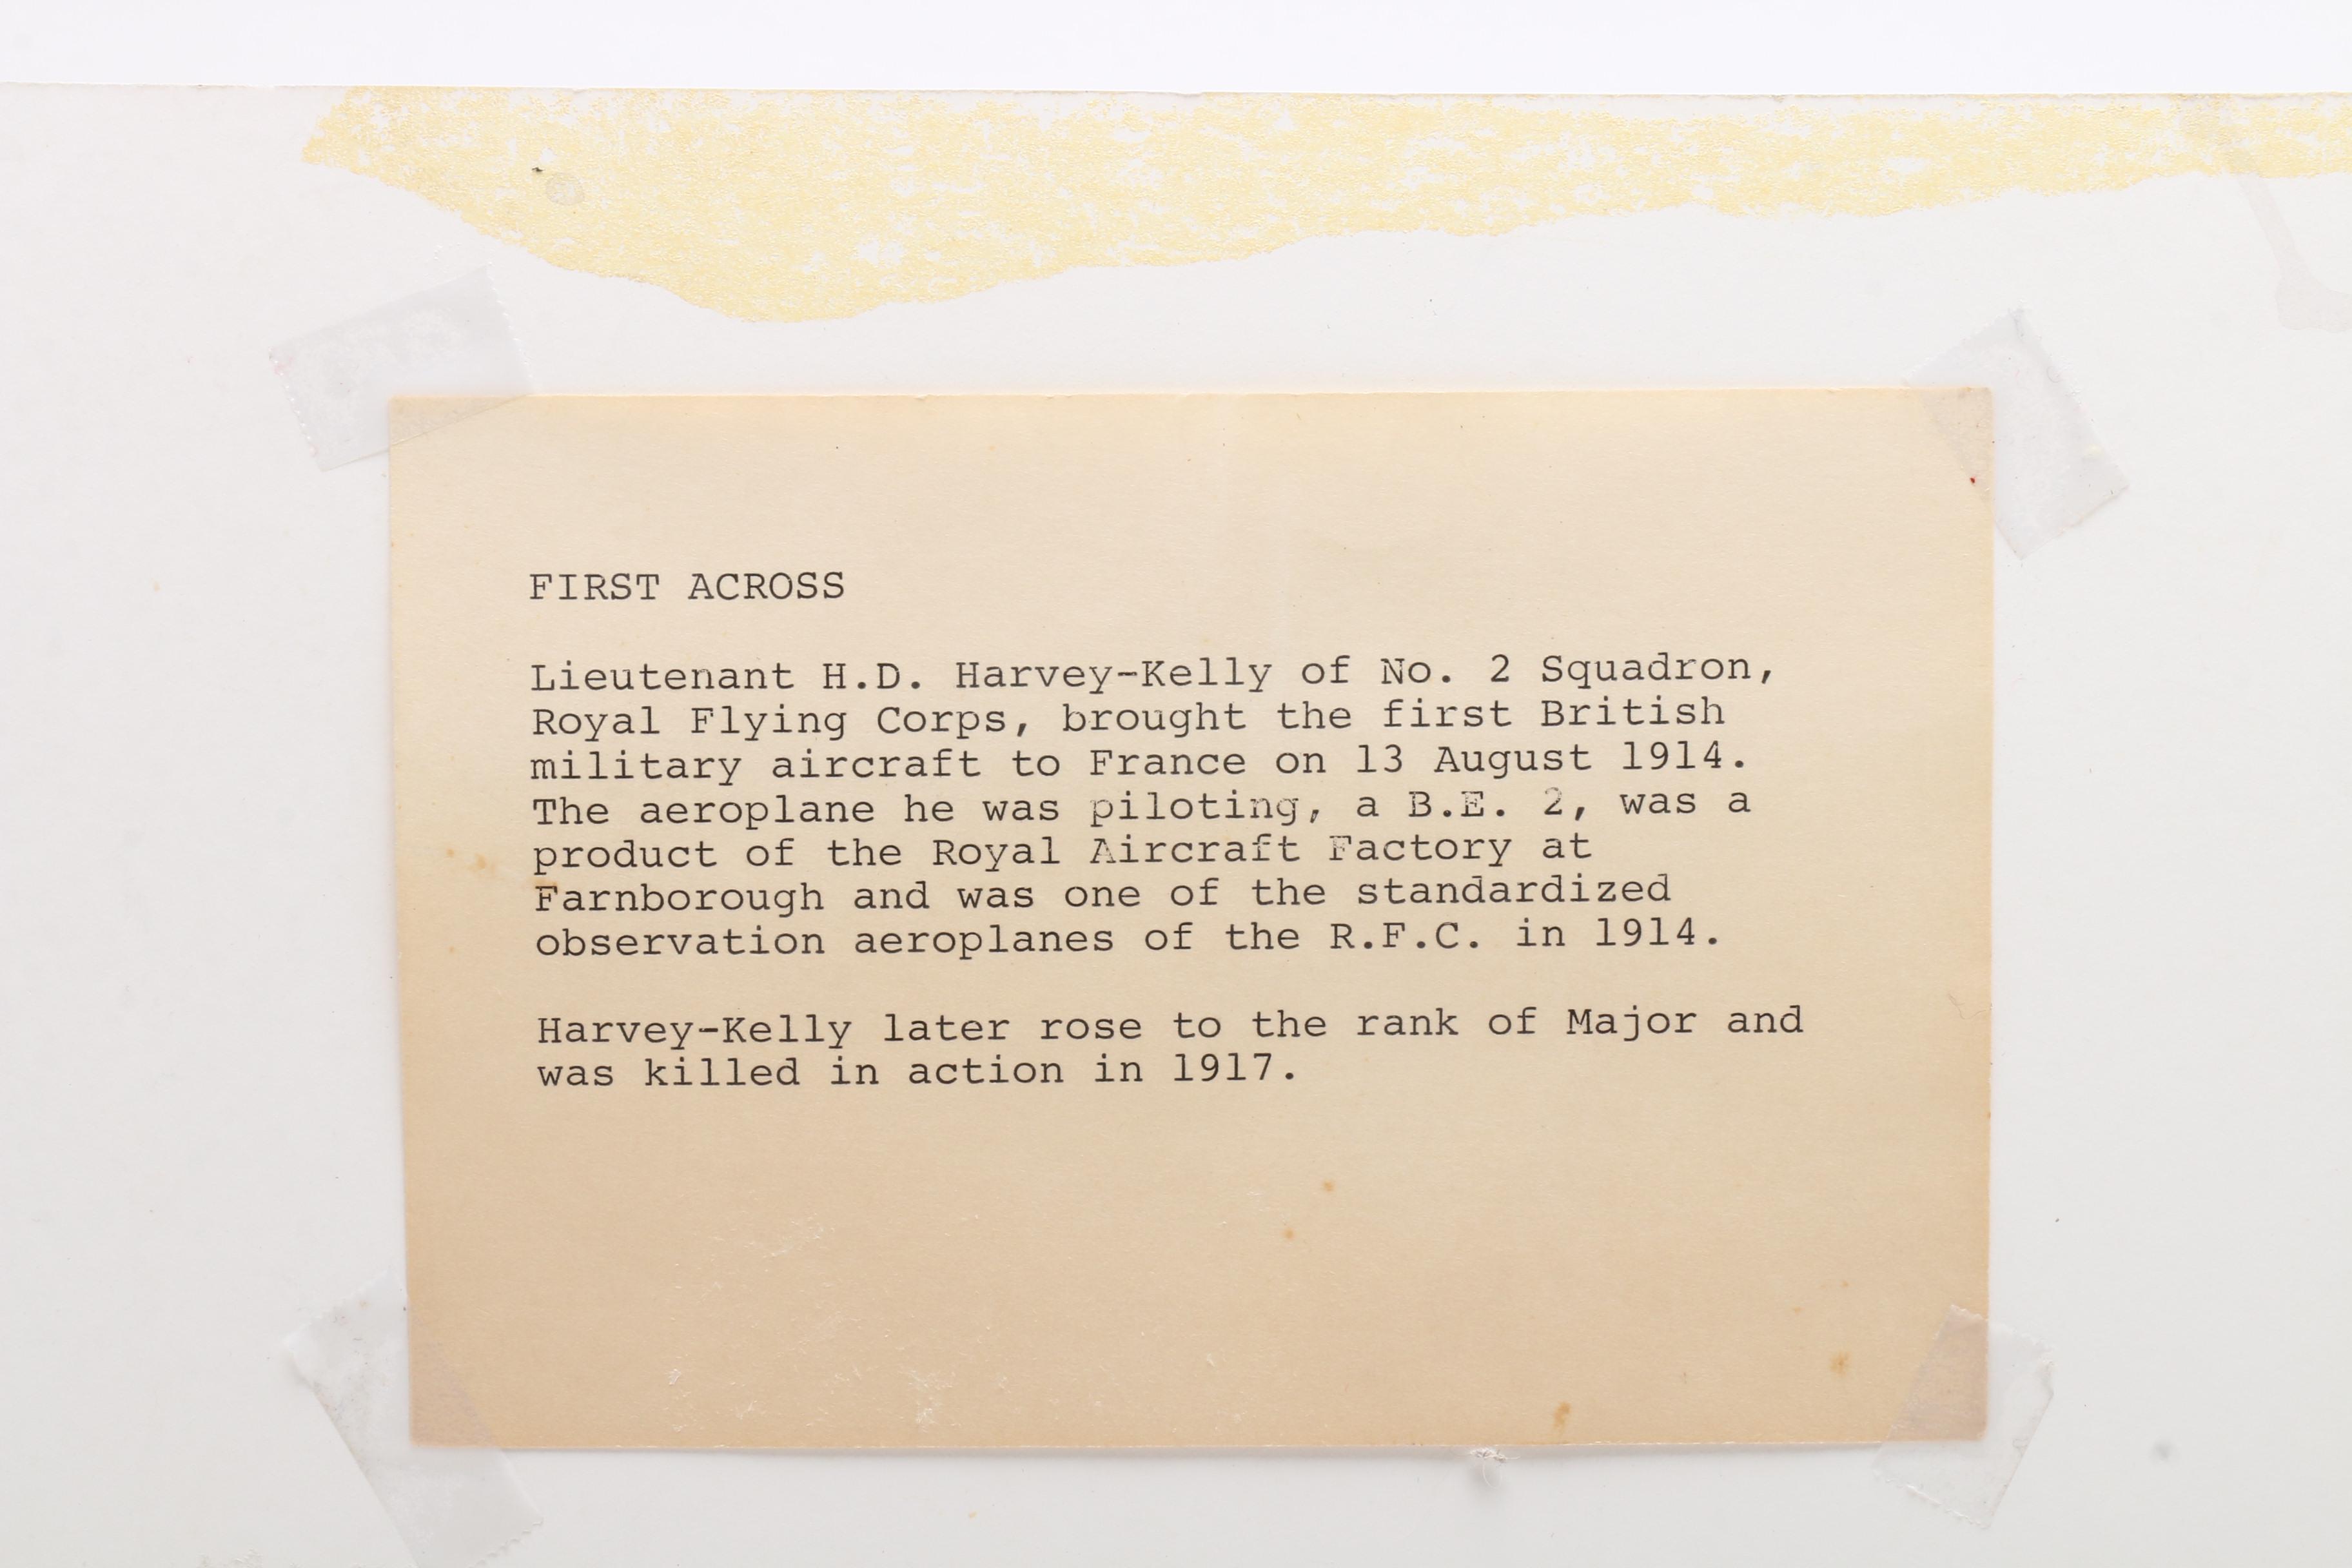 FIRST ACROSS
Lieutenant H.D. Harvey-Kelly of No. 2 Squadron,
Royal Flying Corps, brought the first British
military aircraft to France on 13 August 1914.
The aeroplane he was piloting, a B.E. 2, was a
product of the Royal Aircraft Factory at
Farnborough and was one of the standardized
observation aeroplanes of the R.F.C. in 1914.
Harvey-Kelly later rose to the rank of Major and
was killed in action in 1917.